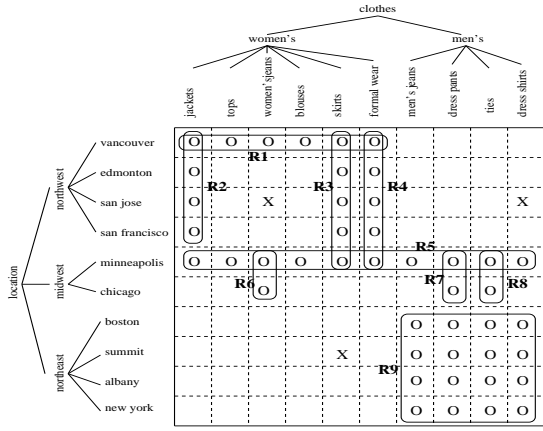 clothes
women's men's
jackets tops women'sjeans blouses skirts formal wear men's jeans dress pants ties dress shirts
vancouver O O O O O O
R1
edmonton O O O
R2 R3 R4
northwest
san jose O X O O X
san francisco O O O
R5
minneapolis O O O O O O O O O O
location midwest
R6 R7 R8
chicago O O O
boston O O O O
summit X O O O O
R9
northeast
albany O O O O
new york O O O O